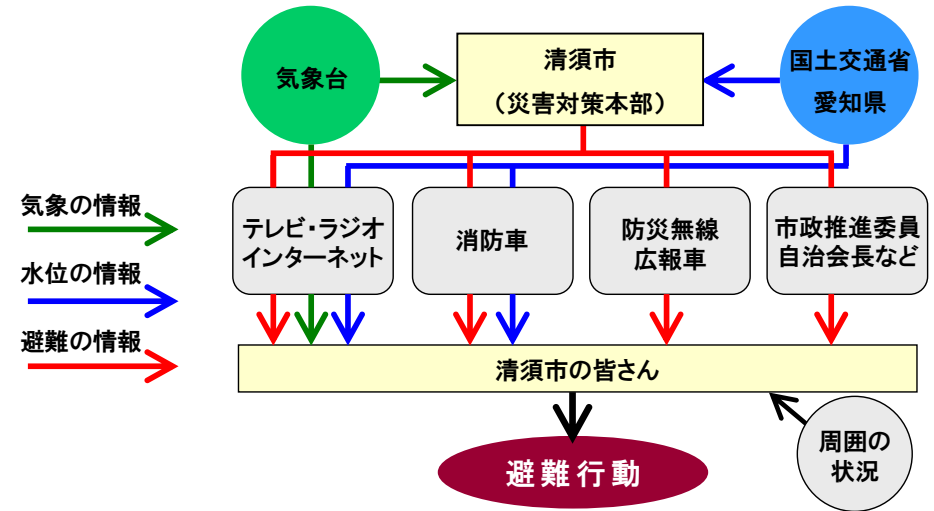 気象台
清須市
（災害対策本部）
国土交通省
愛知県
気象の情報
水位の情報
避難の情報
テレビ・ラジオ
インターネット
消防車
防災無線
広報車
市政推進委員
自治会長など
清須市の皆さん
避難行動
周囲の
状況